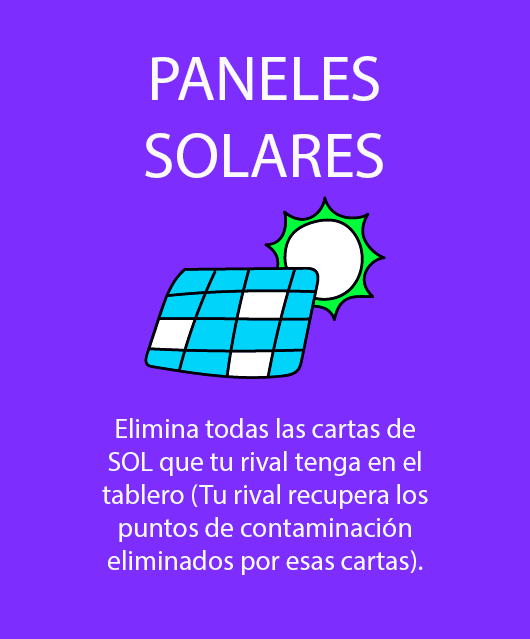 PANELES
SOLARES
Elimina todas las cartas de
SOL que tu rival tenga en el
tablero (Tu rival recupera los
puntos de contaminación
eliminados por esas cartas).